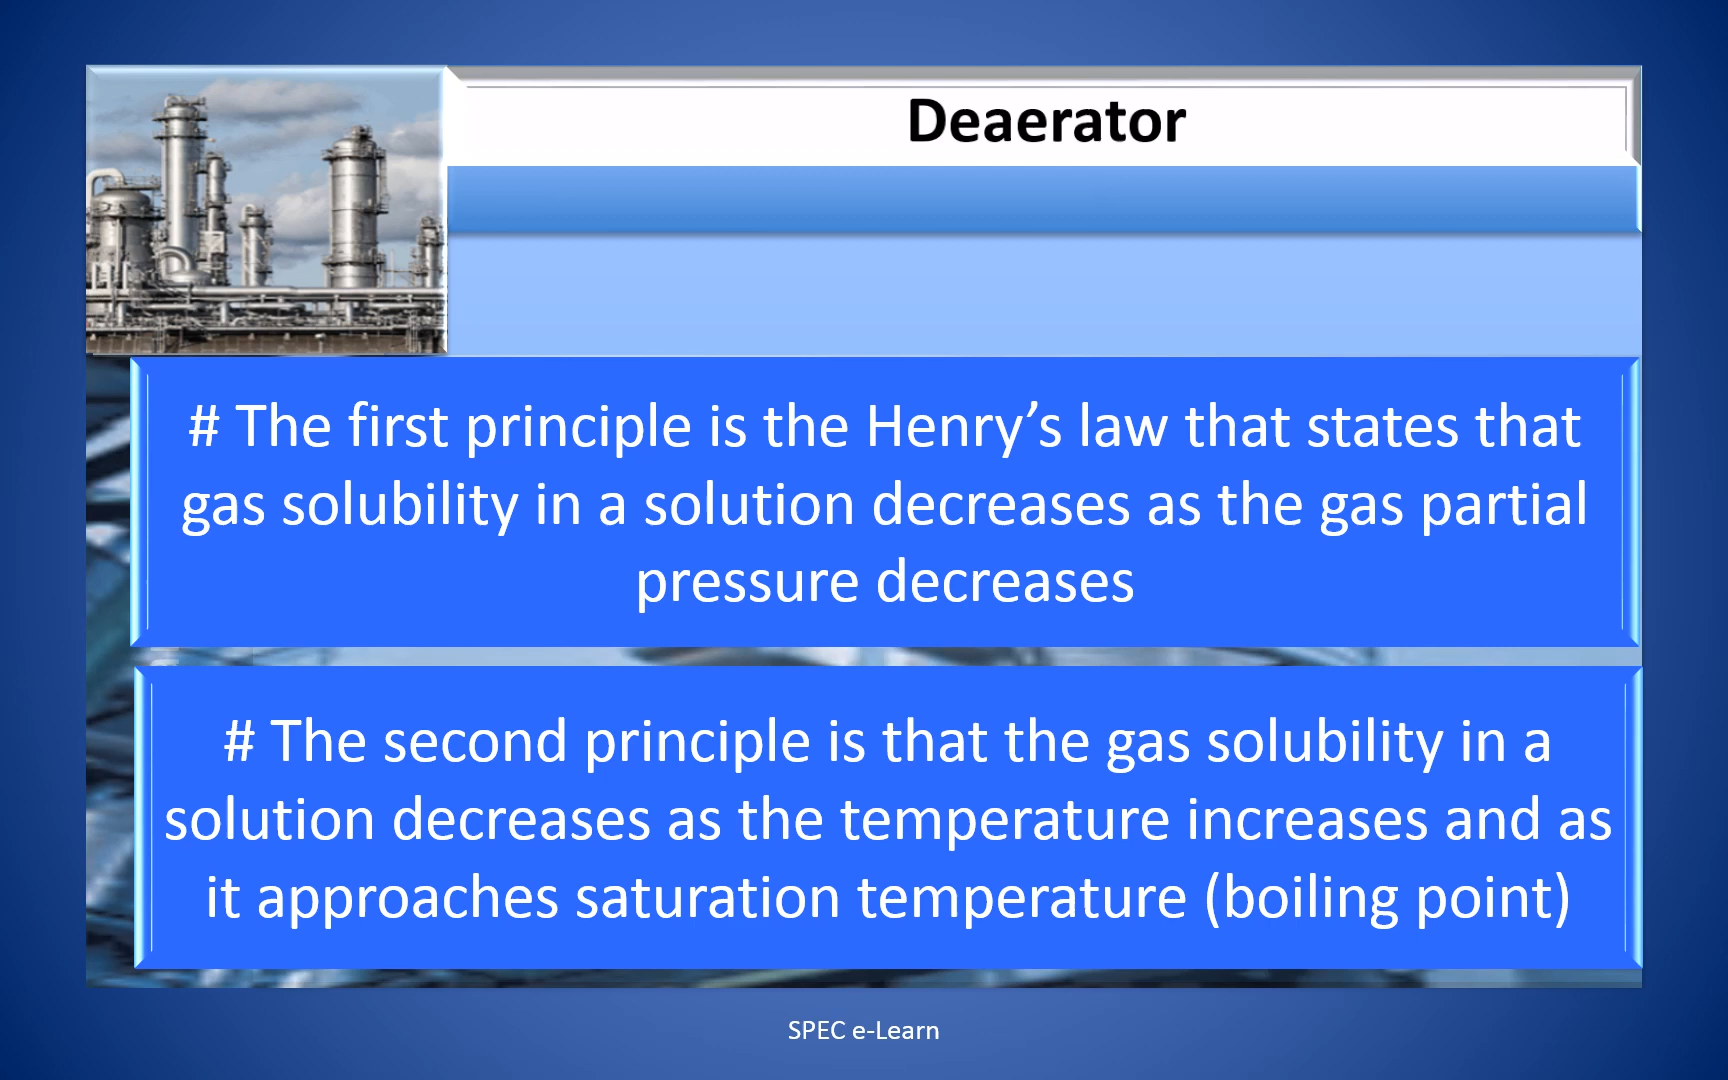 Deaerator
# The first principle is the Henry’s law that states that
gas solubility in a solution decreases as the gas partial
pressure decreases
# The second principle is that the gas solubility in a
solution decreases as the temperature increases and as
it approaches saturation temperature (boiling point)
SPEC e-Learn